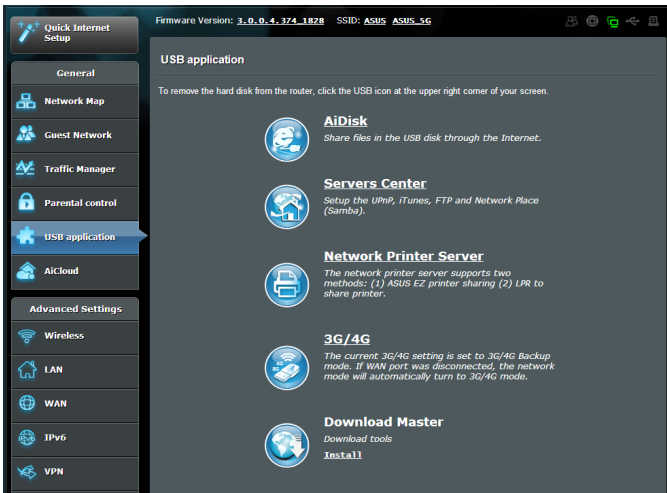 Quick Internet
Setup
Firmware Version: 3.0.0.4.374_1828 SSID: ASUS ASUS_5G
General
Network Map
Guest Network
Traffic Manager
Parental control
USB application
AiCloud
Advanced Settings
Wireless
LAN
WAN
IPv6
VPN
USB application
To remove the hard disk from the router, click the USB icon at the upper right corner of your screen.
AiDisk
Share files in the USB disk through the Internet.
Servers Center
Setup the UPnP, iTunes, FTP and Network Place
(Samba).
Network Printer Server
The network printer server supports two
methods: (1) ASUS EZ printer sharing (2) LPR to
share printer.
3G/4G
The current 3G/4G setting is set to 3G/4G Backup
mode. If WAN port was disconnected, the network
mode will automatically turn to 3G/4G mode.
Download Master
Download tools
Install